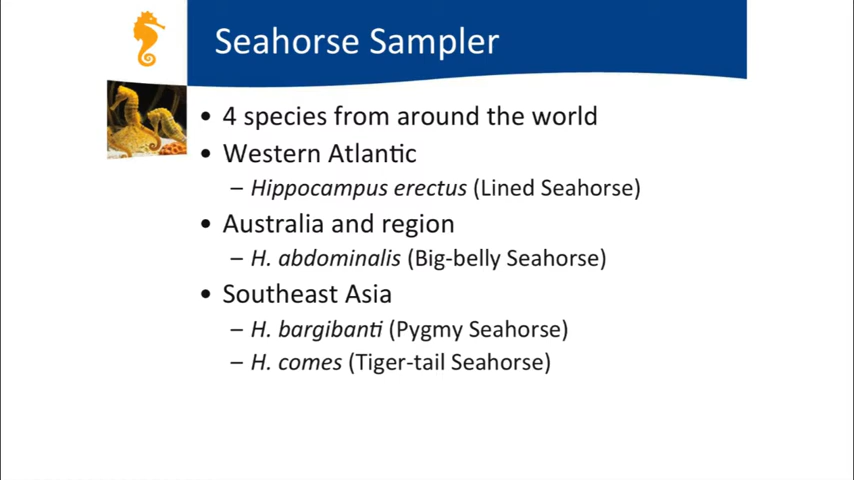 Seahorse Sampler
• 4 species from around the world
• Western Atlantic
– Hippocampus erectus (Lined Seahorse)
• Australia and region
– H. abdominalis (Big-belly Seahorse)
• Southeast Asia
– H. bargibanti (Pygmy Seahorse)
– H. comes (Tiger-tail Seahorse)